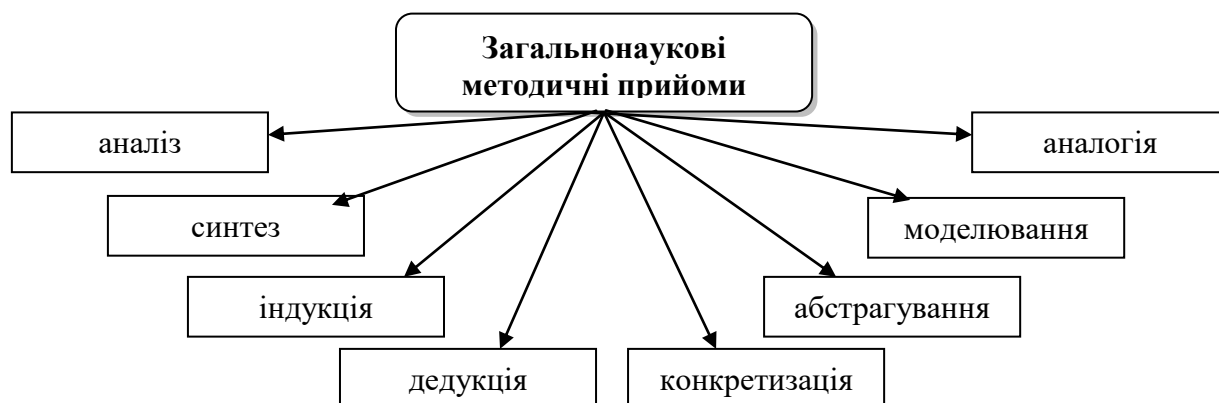 Загальнонаукові
методичні прийоми
аналіз
аналогія
синтез
моделювання
індукція
абстрагування
дедукція
конкретизація